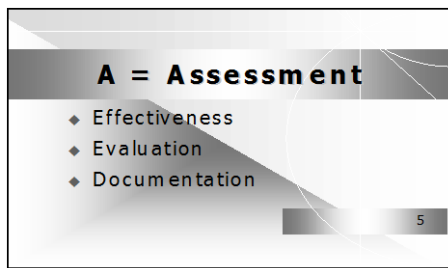 A = Assessment
Effectiveness
Evaluation
Documentation
5